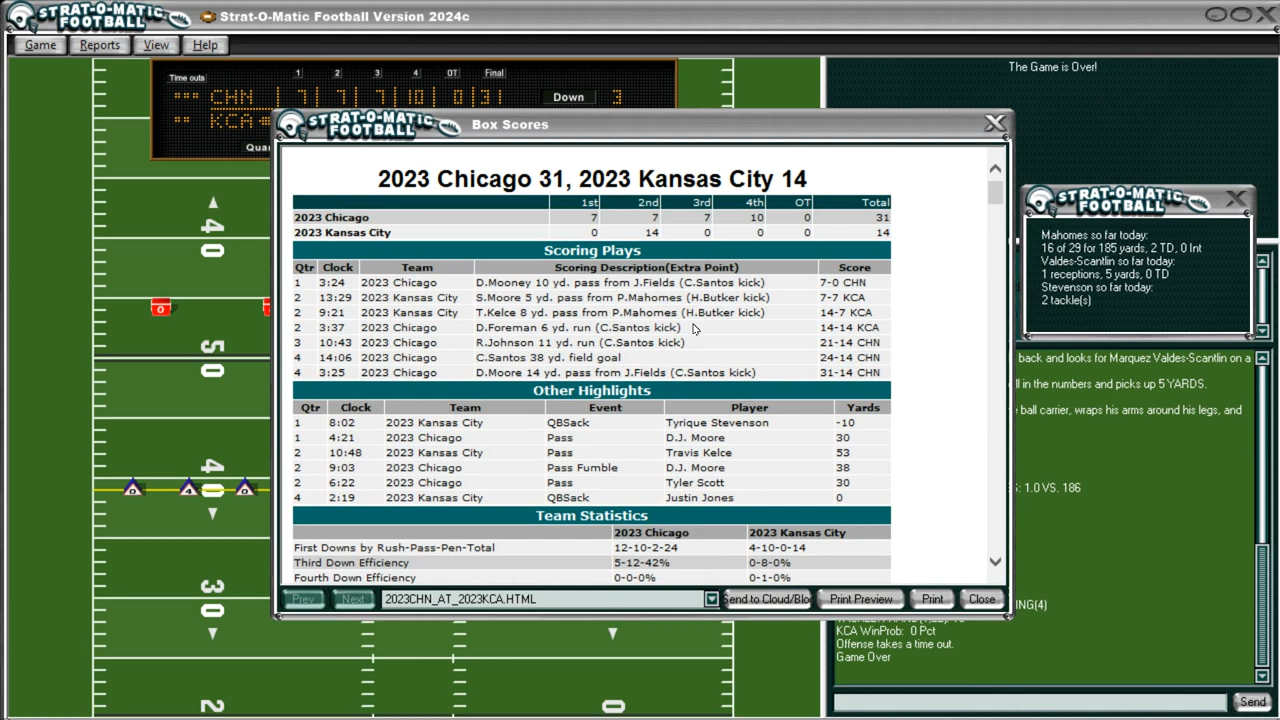 STRAT-O-MATIC FOOTBALL Strat-O-Matic Football Version 2024c
Game Reports View Help
The Game is Over!
Time outs 1 2 3 4 OT Final
*** CHN 7 7 7 10 0 31 Down 3
** KCA
STRAT-O-MATIC FOOTBALL Box Scores
2023 Chicago 31, 2023 Kansas City 14
1st 2nd 3rd 4th OT Total
2023 Chicago 7 7 7 10 0 31
2023 Kansas City 0 14 0 0 0 14
Scoring Plays
Qtr Clock Team Scoring Description(Extra Point) Score
1 3:24 2023 Chicago D.Mooney 10 yd. pass from J.Fields (C.Santos kick) 7-0 CHN
2 13:29 2023 Kansas City S.Moore 5 yd. pass from P.Mahomes (H.Butker kick) 7-7 KCA
2 9:21 2023 Kansas City T.Kelce 8 yd. pass from P.Mahomes (H.Butker kick) 14-7 KCA
2 3:37 2023 Chicago D.Foreman 6 yd. run (C.Santos kick) 14-14 KCA
3 10:43 2023 Chicago R.Johnson 11 yd. run (C.Santos kick) 21-14 CHN
4 14:06 2023 Chicago C.Santos 38 yd. field goal 24-14 CHN
4 3:25 2023 Chicago D.Moore 14 yd. pass from J.Fields (C.Santos kick) 31-14 CHN
Other Highlights
Qtr Clock Team Event Player Yards
1 8:02 2023 Kansas City QBSack Tyrique Stevenson -10
1 4:21 2023 Chicago Pass D.J. Moore 30
2 10:48 2023 Kansas City Pass Travis Kelce 53
2 9:03 2023 Chicago Pass Fumble D.J. Moore 38
2 6:22 2023 Chicago Pass Tyler Scott 30
4 2:19 2023 Kansas City QBSack Justin Jones 0
Team Statistics
2023 Chicago 2023 Kansas City
First Downs by Rush-Pass-Pen-Total 12-10-2-24 4-10-0-14
Third Down Efficiency 5-12-42% 0-8-0%
Fourth Down Efficiency 0-0-0% 0-1-0%
Prev Next 2023CHN_AT_2023KCA.HTML Send to Cloud/Blo Print Preview Print Close
STRAT-O-MATIC FOOTBALL
Mahomes so far today:
16 of 29 for 185 yards, 2 TD, 0 Int
Valdes-Scantlin so far today:
1 receptions, 5 yards, 0 TD
Stevenson so far today:
2 tackle(s)
back and looks for Marquez Valdes-Scantlin on a
ll in the numbers and picks up 5 YARDS.
ball carrier, wraps his arms around his legs, and
: 1.0 VS. 186
NG(4)
KCA WinProb: 0 Pct
Offense takes a time out.
Game Over
Send
4 0
5 0
4 0
3 0
2 0
0
0 4 0